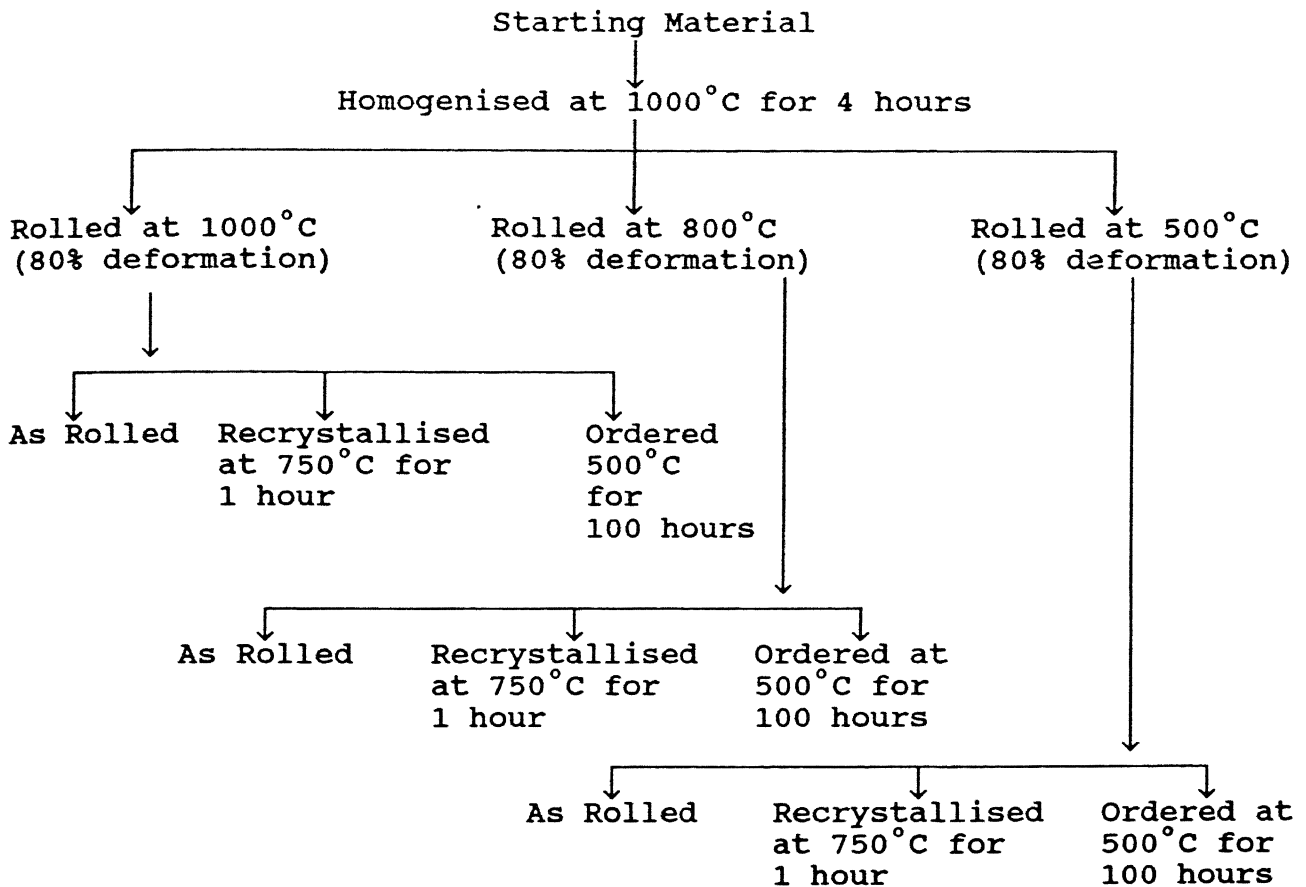 Starting Material
Homogenised at 1000°C for 4 hours
Rolled at 1000°C
(80% deformation)
Rolled at 800°C
(80% deformation)
Rolled at 500°C
(80% deformation)
As Rolled
Recrystallised
at 750°C for
1 hour
Ordered
500°C
for
100 hours
As Rolled
Recrystallised
at 750°C for
1 hour
Ordered at
500°C for
100 hours
As Rolled
Recrystallised
at 750°C for
1 hour
Ordered at
500°C for
100 hours